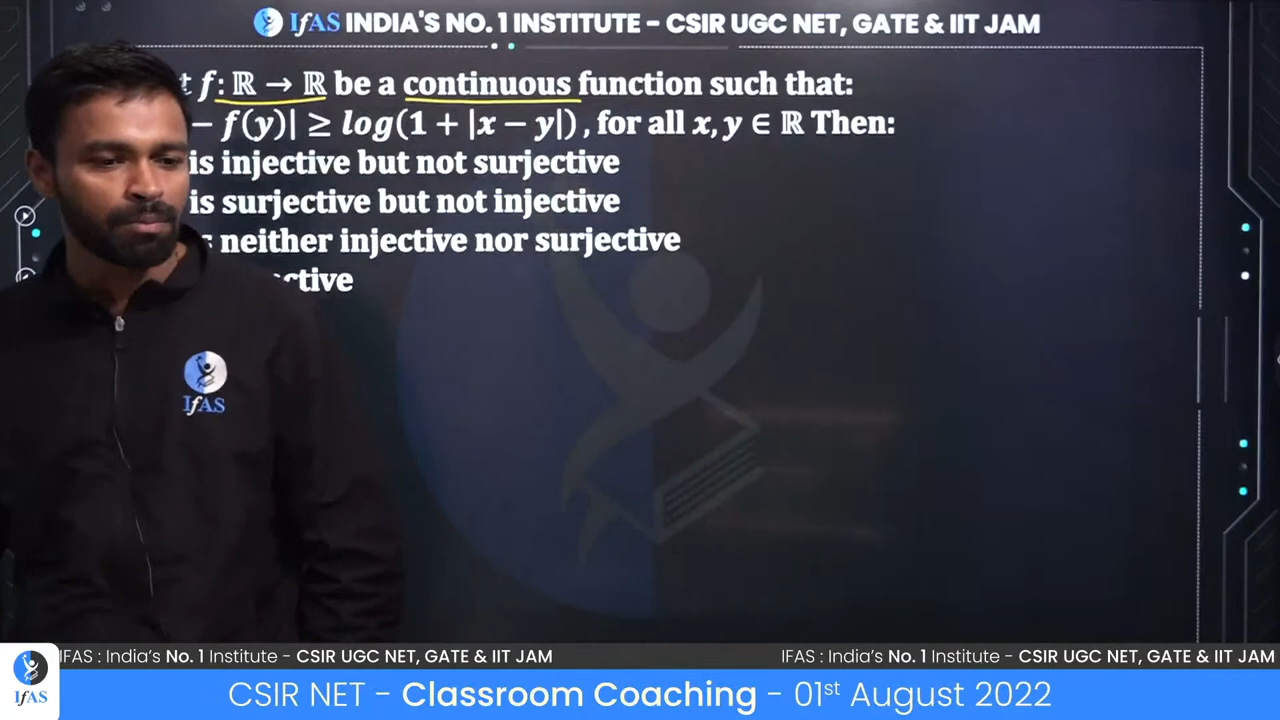 IfAS INDIA'S NO. 1 INSTITUTE - CSIR UGC NET, GATE & IIT JAM
f: ℝ → ℝ be a continuous function such that:
− f(y)| ≥ log(1 + |x − y|), for all x, y ∈ ℝ Then:
is injective but not surjective
is surjective but not injective
neither injective nor surjective
IfAS
IFAS : India's No. 1 Institute - CSIR UGC NET, GATE & IIT JAM
IFAS : India's No. 1 Institute - CSIR UGC NET, GATE & IIT JAM
IfAS
CSIR NET - Classroom Coaching - 01st August 2022